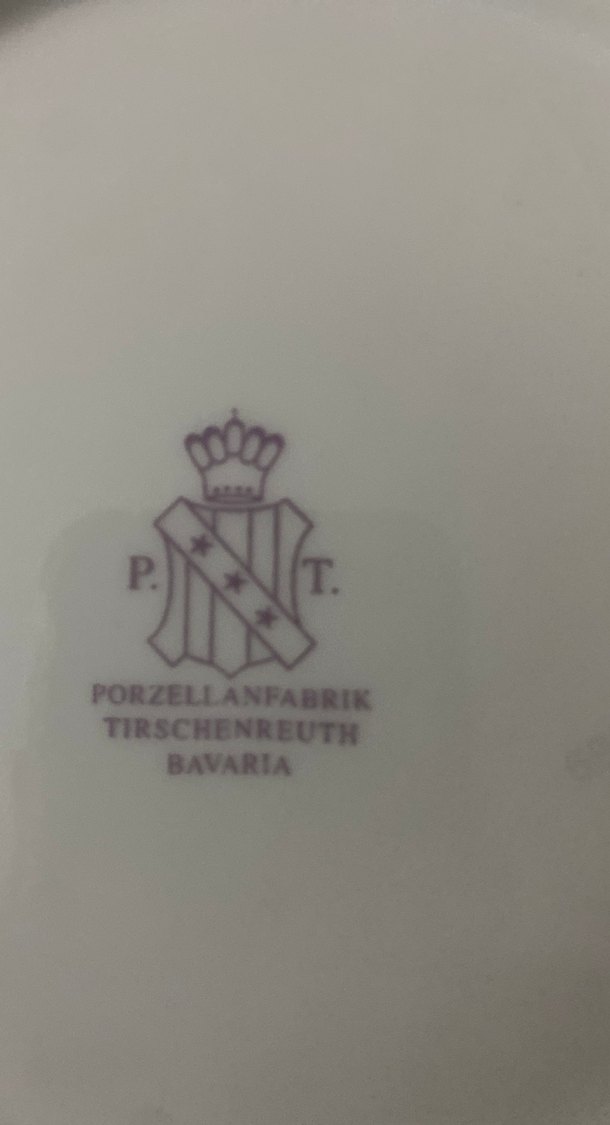 P. T.
PORZELLANFABRIK
TIRSCHENREUTH
BAVARIA